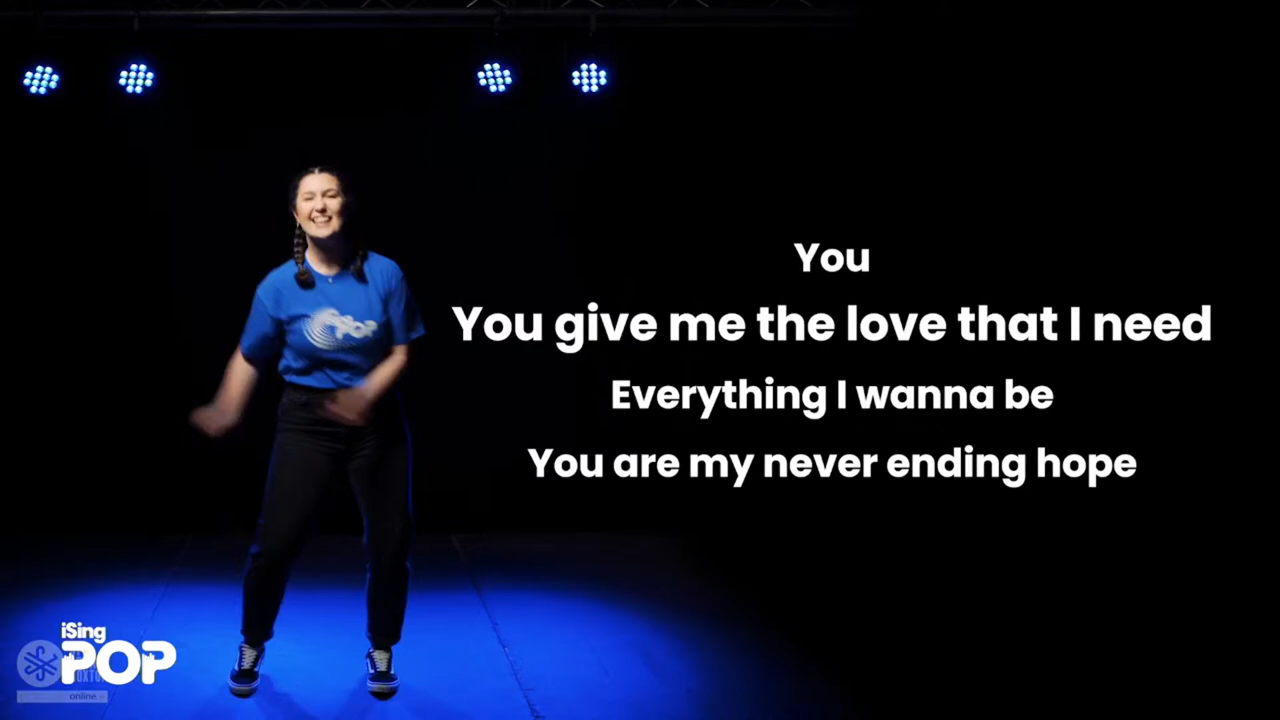 You
You give me the love that I need
Everything I wanna be
You are my never ending hope
POP
iSing
POP
online